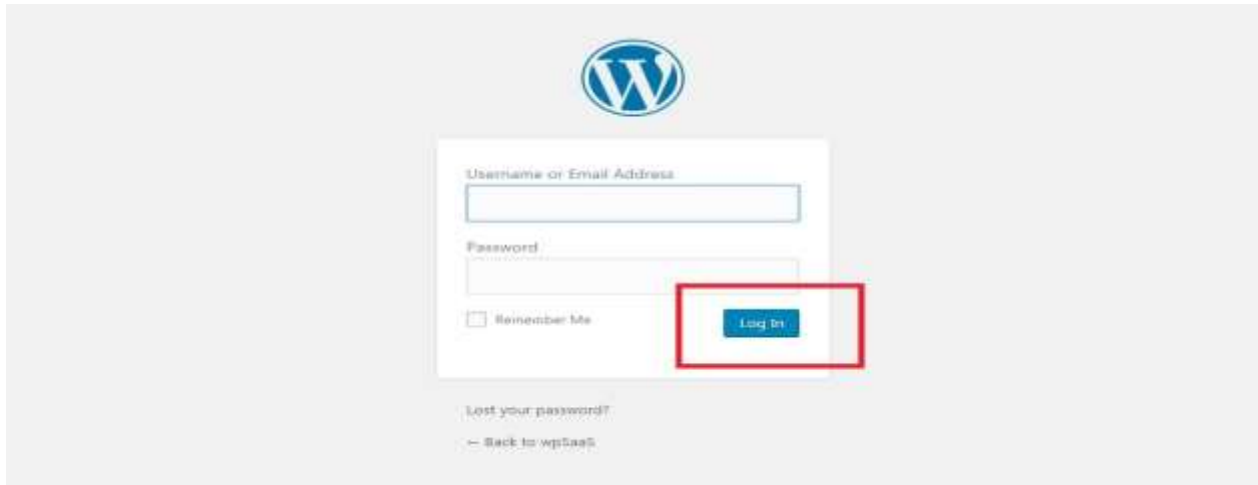 Username or Email Address
Password
Remember Me
Log In
Lost your password?
← Back to wpSaaS